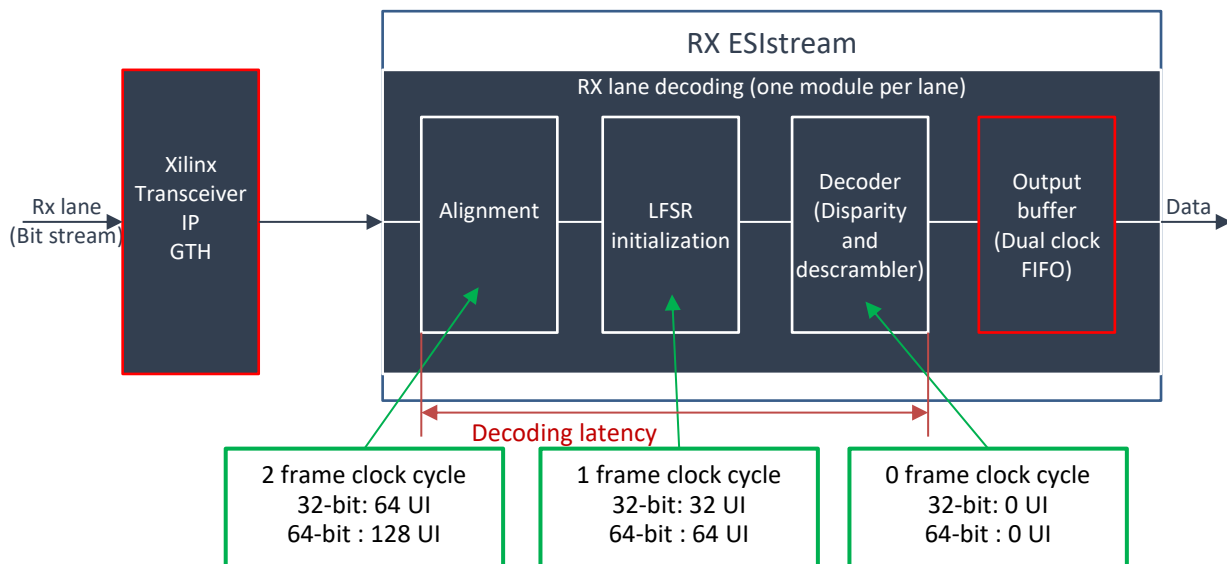 RX ESIstream
RX lane decoding (one module per lane)
Xilinx
Transceiver
IP
GTH
Rx lane
(Bit stream)
Alignment
LFSR
initialization
Decoder
(Disparity
and
descrambler)
Output
buffer
(Dual clock
FIFO)
Data
Decoding latency
2 frame clock cycle
32-bit: 64 UI
64-bit : 128 UI
1 frame clock cycle
32-bit: 32 UI
64-bit : 64 UI
0 frame clock cycle
32-bit: 0 UI
64-bit : 0 UI